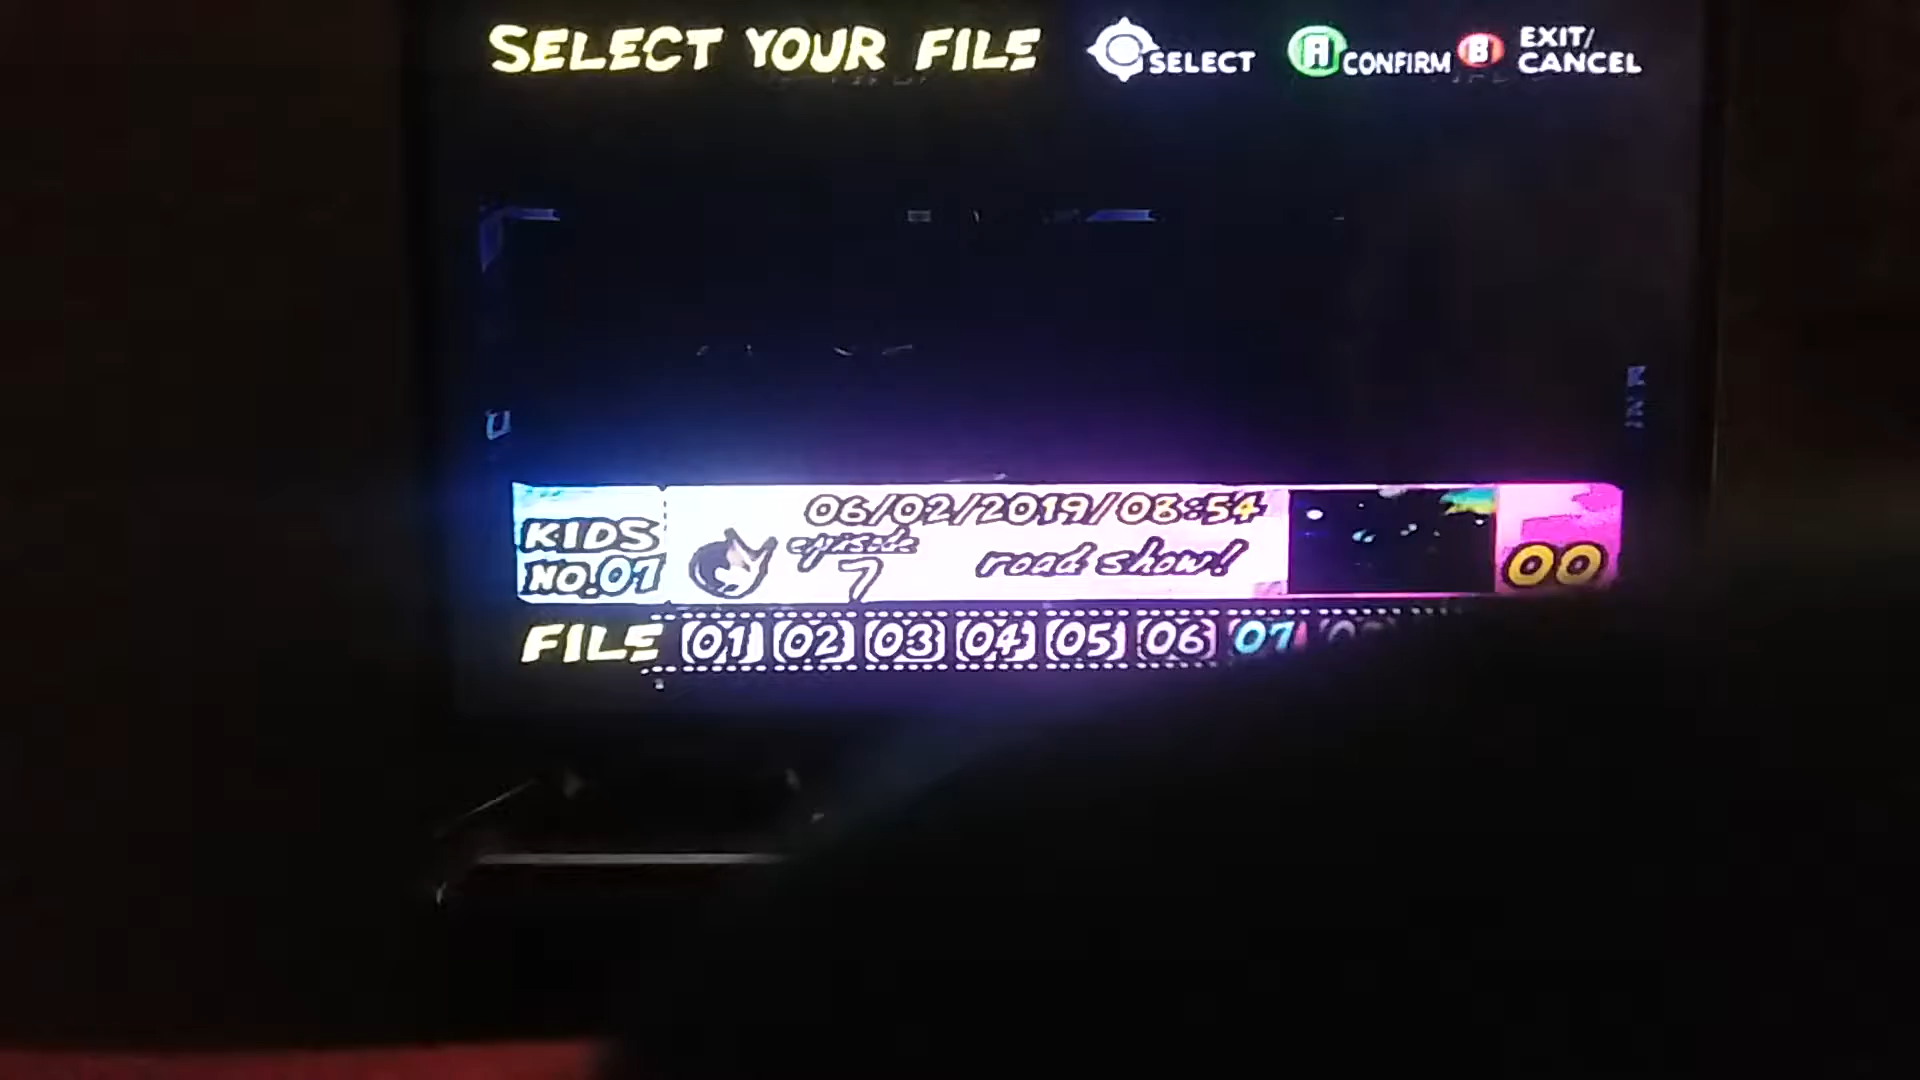 SELECT YOUR FILE
SELECT
A CONFIRM
B EXIT/
CANCEL
06/02/2019/08:54
KIDS
NO.07
episode
7
road show!
00
FILE 01 02 03 04 05 06 07